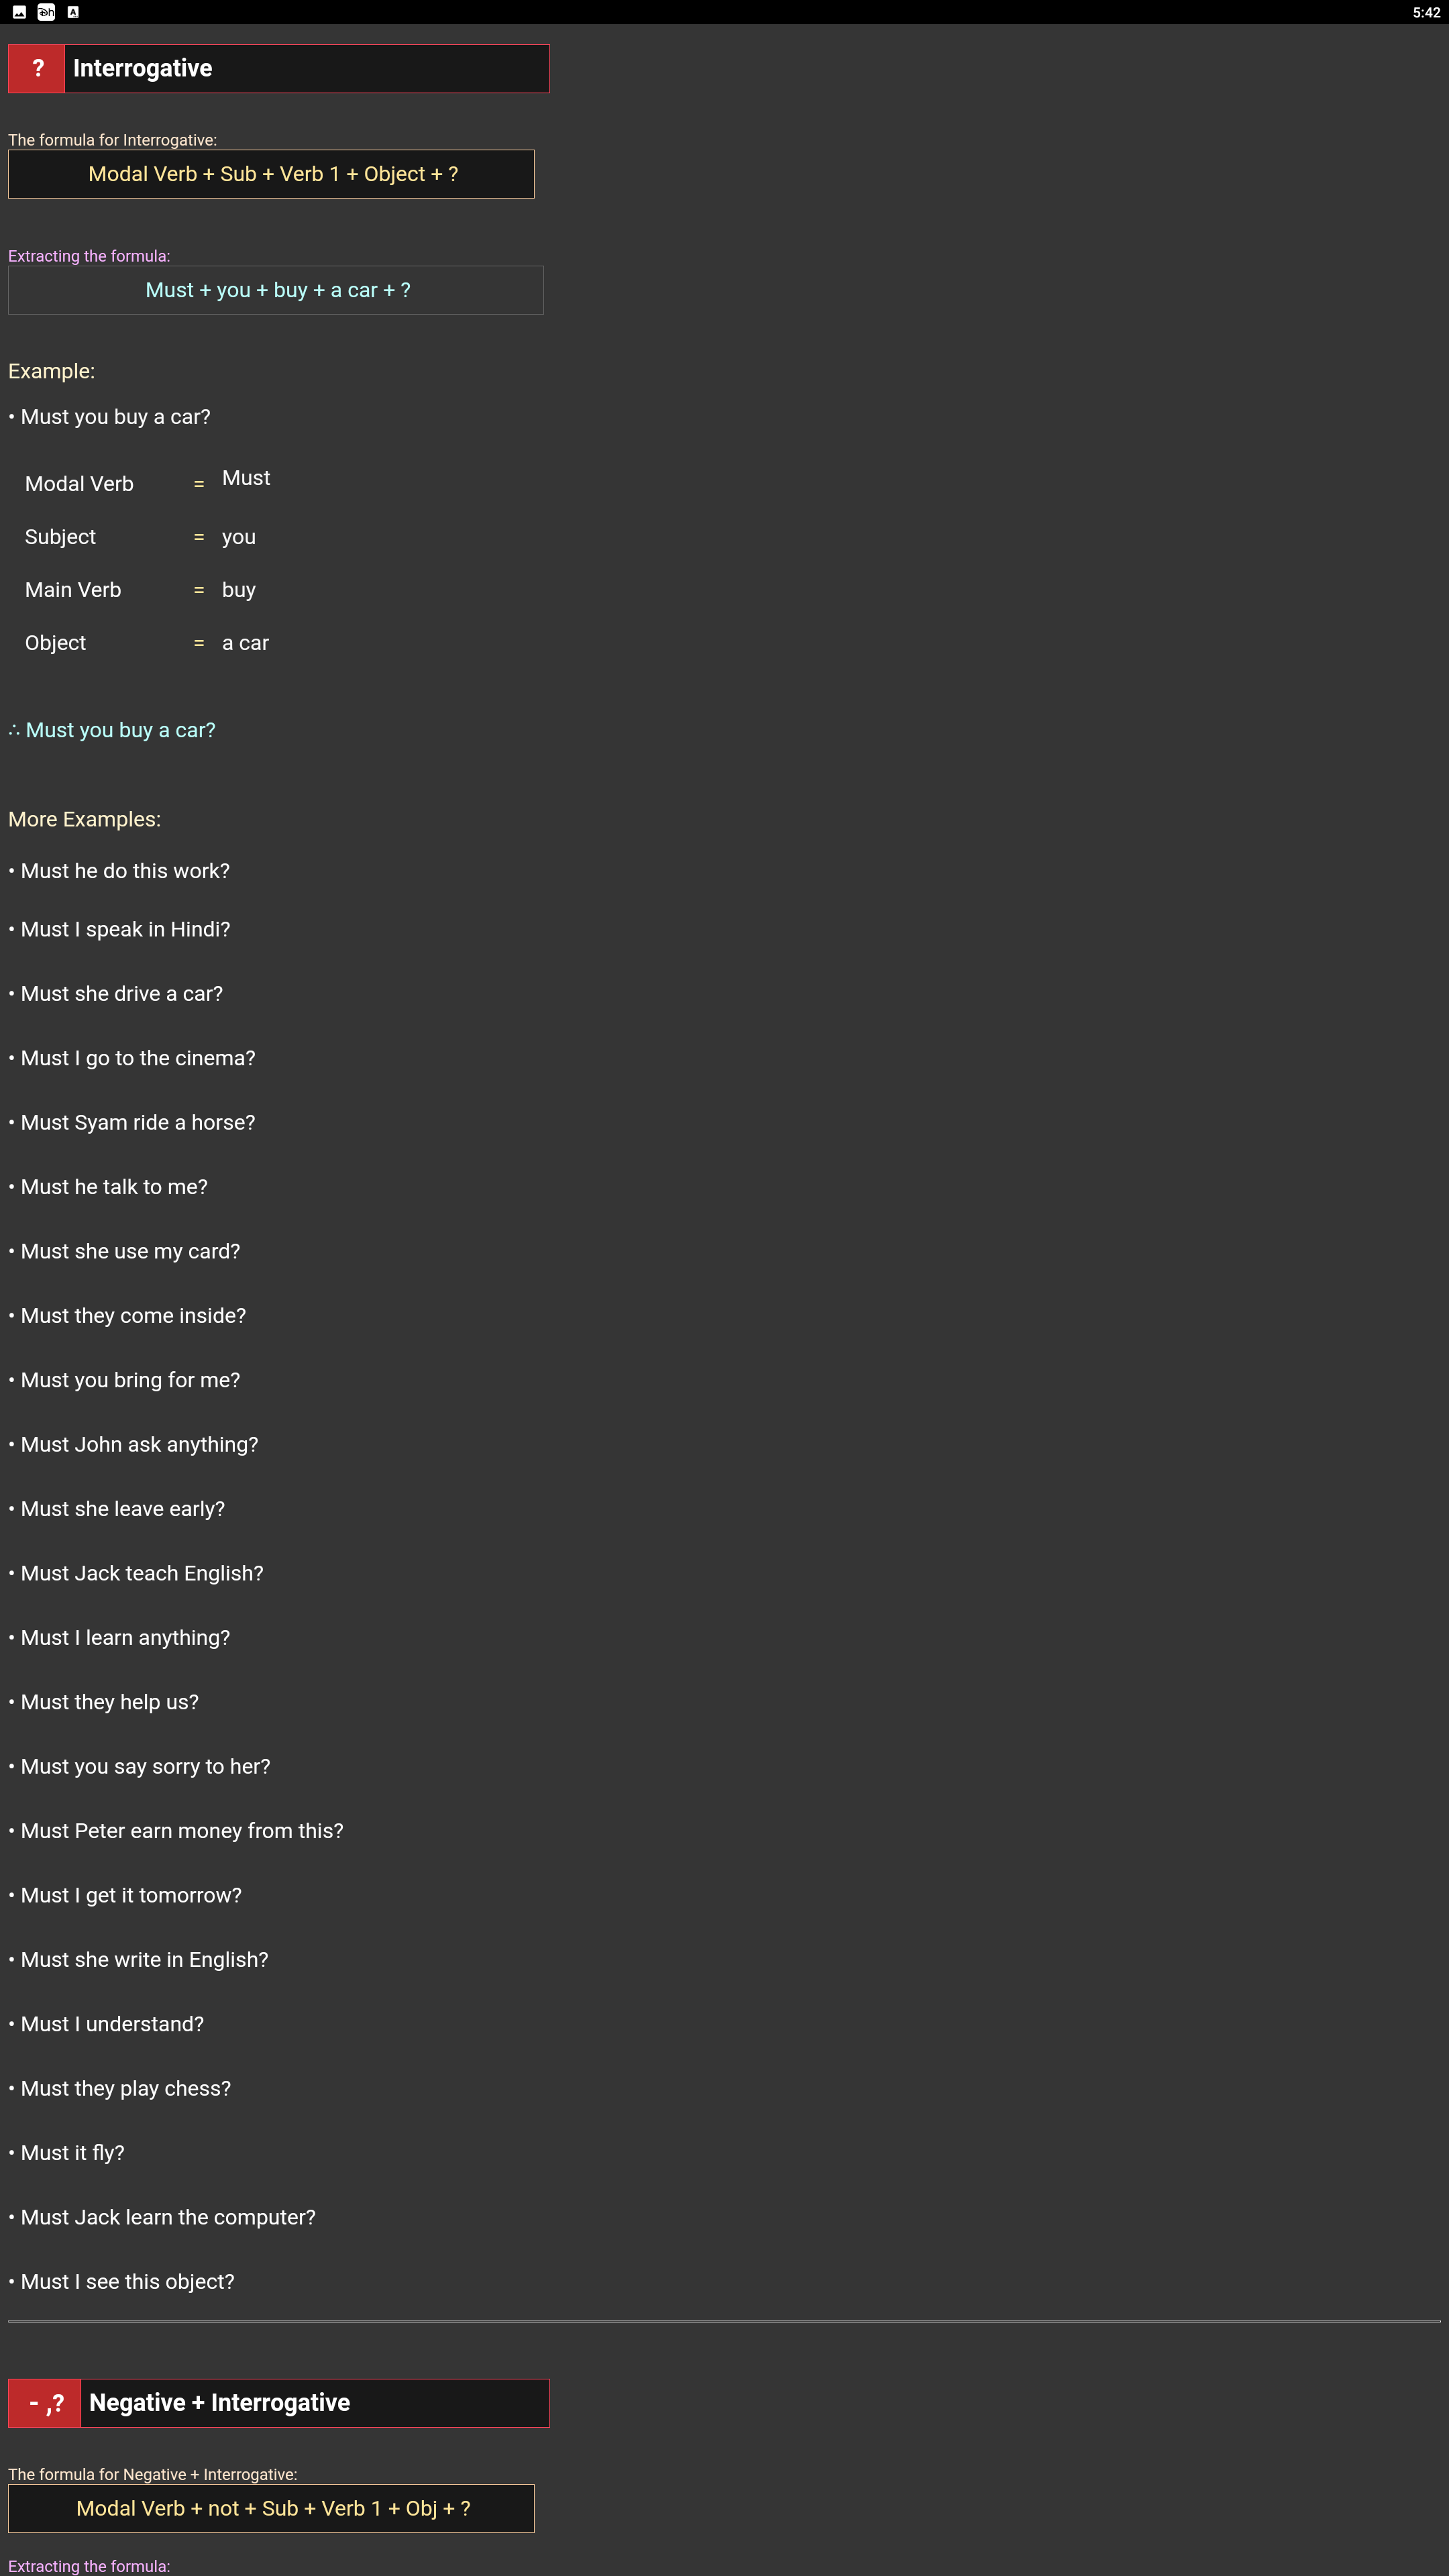 5:42
? Interrogative
The formula for Interrogative:
Modal Verb + Sub + Verb 1 + Object + ?
Extracting the formula:
Must + you + buy + a car + ?
Example:
• Must you buy a car?
Modal Verb = Must
Subject = you
Main Verb = buy
Object = a car
∴ Must you buy a car?
More Examples:
• Must he do this work?
• Must I speak in Hindi?
• Must she drive a car?
• Must I go to the cinema?
• Must Syam ride a horse?
• Must he talk to me?
• Must she use my card?
• Must they come inside?
• Must you bring for me?
• Must John ask anything?
• Must she leave early?
• Must Jack teach English?
• Must I learn anything?
• Must they help us?
• Must you say sorry to her?
• Must Peter earn money from this?
• Must I get it tomorrow?
• Must she write in English?
• Must I understand?
• Must they play chess?
• Must it fly?
• Must Jack learn the computer?
• Must I see this object?
- ,? Negative + Interrogative
The formula for Negative + Interrogative:
Modal Verb + not + Sub + Verb 1 + Obj + ?
Extracting the formula: